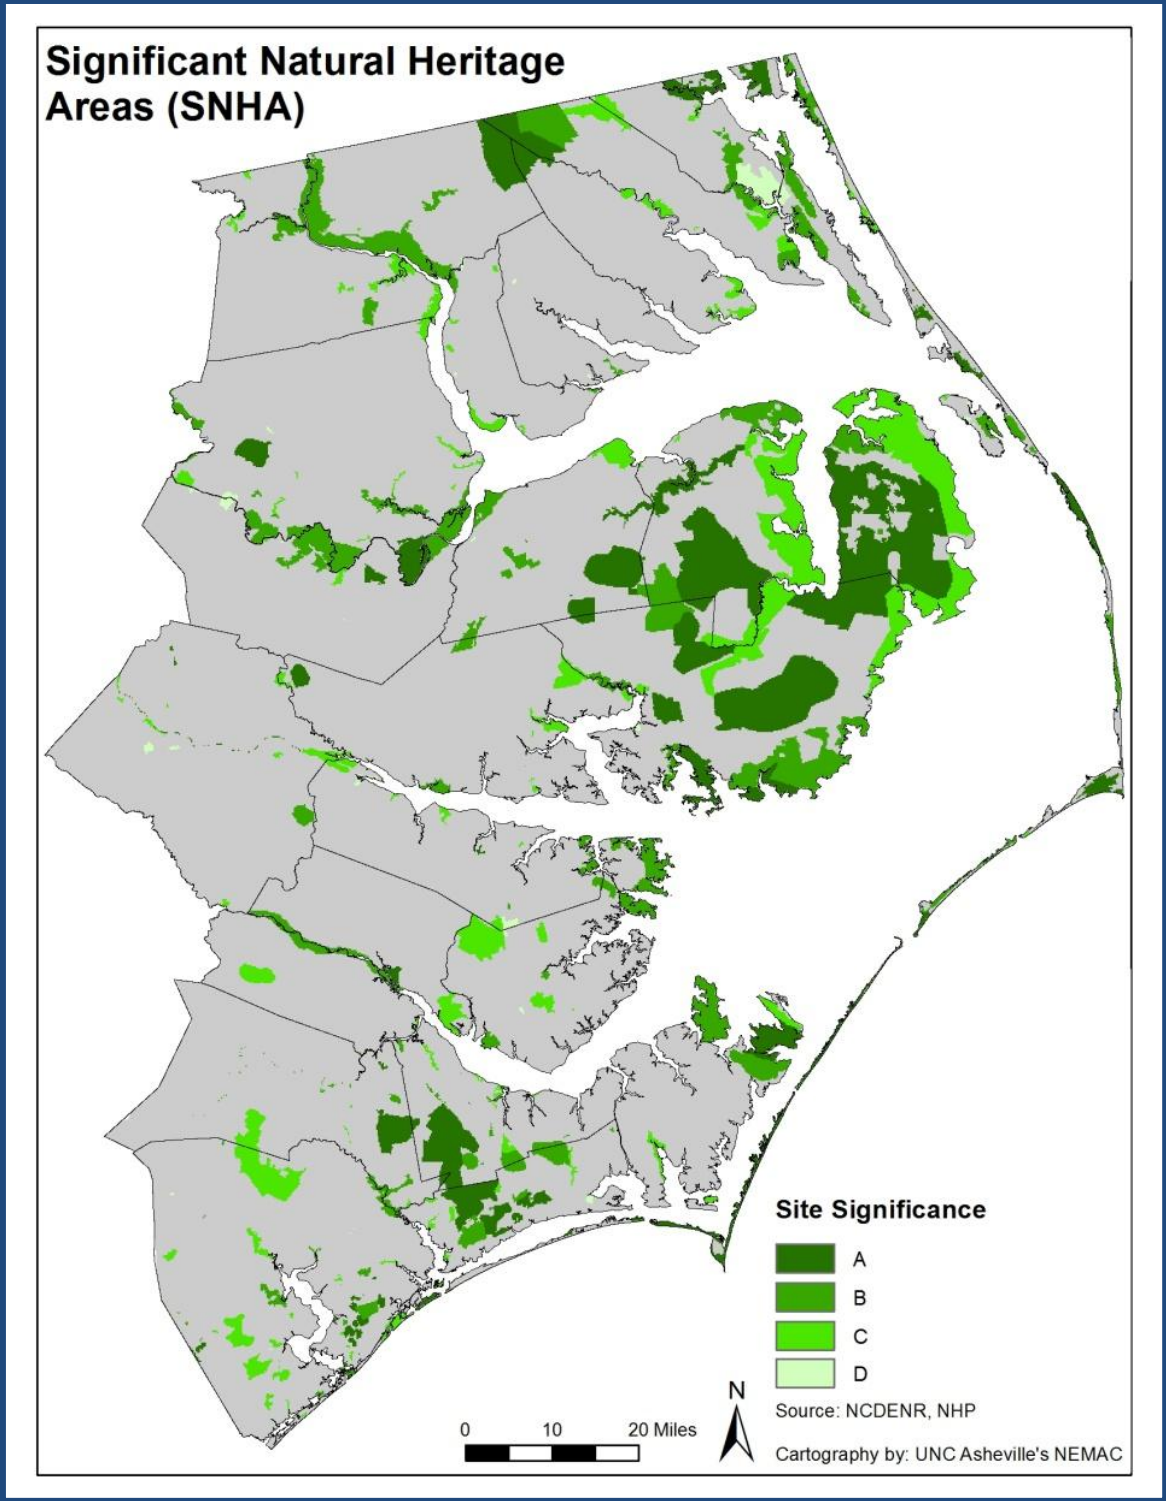 Significant Natural Heritage
Areas (SNHA)
Site Significance
A
B
C
D
N
0 10 20 Miles
Source: NCDENR, NHP
Cartography by: UNC Asheville's NEMAC